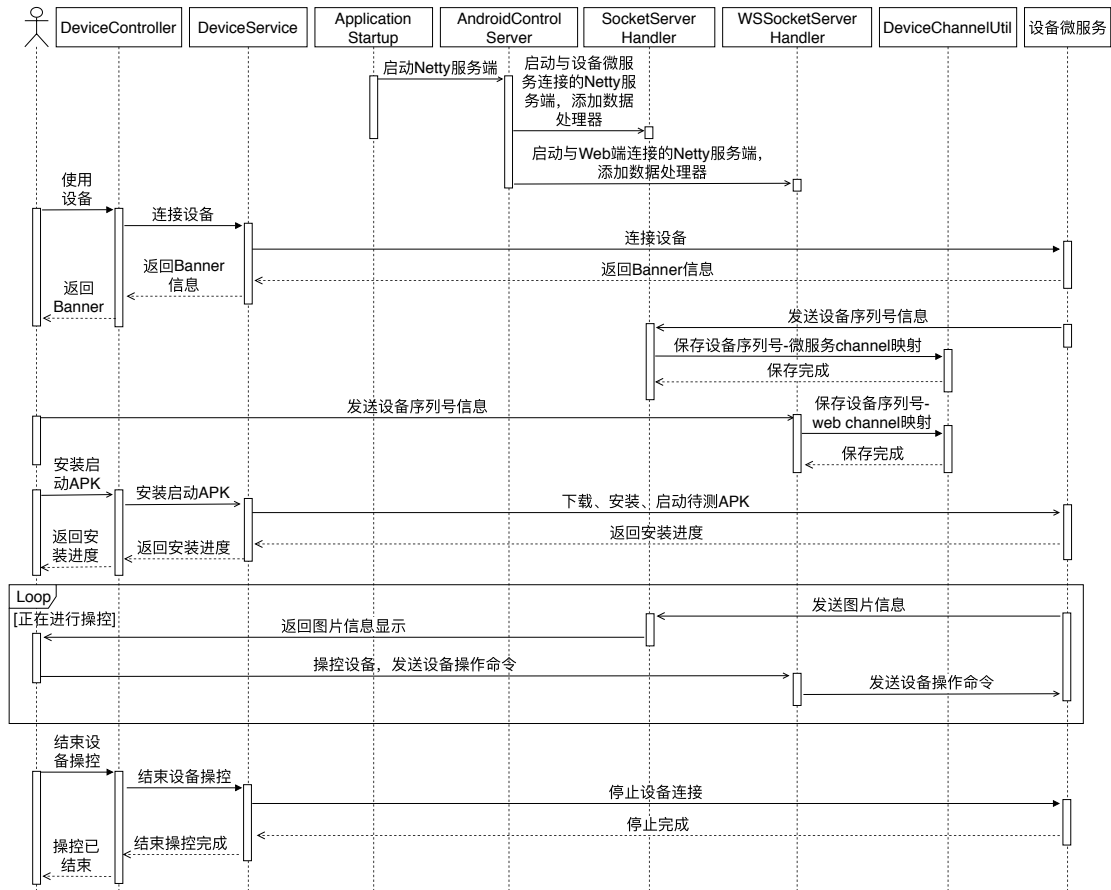 DeviceController
DeviceService
Application
Startup
AndroidControl
Server
SocketServer
Handler
WSSocketServer
Handler
DeviceChannelUtil
设备微服务
启动Netty服务端
启动与设备微服
务连接的Netty服
务端，添加数据
处理器
启动与Web端连接的Netty服务端，
添加数据处理器
使用
设备
连接设备
连接设备
返回Banner信息
返回Banner
信息
返回
Banner
发送设备序列号信息
保存设备序列号-微服务channel映射
保存完成
发送设备序列号信息
保存设备序列号-
web channel映射
保存完成
安装启
动APK
安装启动APK
下载、安装、启动待测APK
返回安装进度
返回安装进度
返回安
装进度
Loop
[正在进行操控]
发送图片信息
返回图片信息显示
操控设备，发送设备操作命令
发送设备操作命令
结束设
备操控
结束设备操控
停止设备连接
停止完成
结束操控完成
操控已
结束